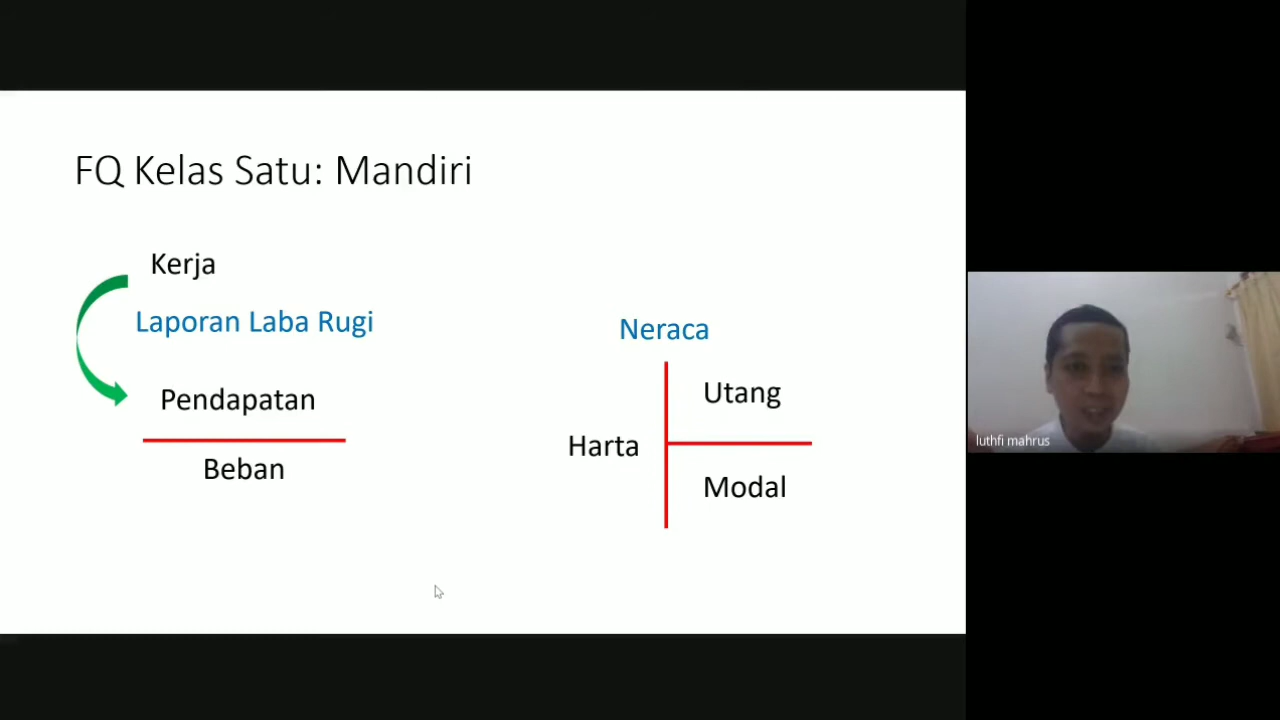 FQ Kelas Satu: Mandiri
Kerja
Laporan Laba Rugi
Pendapatan
Beban
Neraca
Utang
Harta
Modal
luthfi mahrus